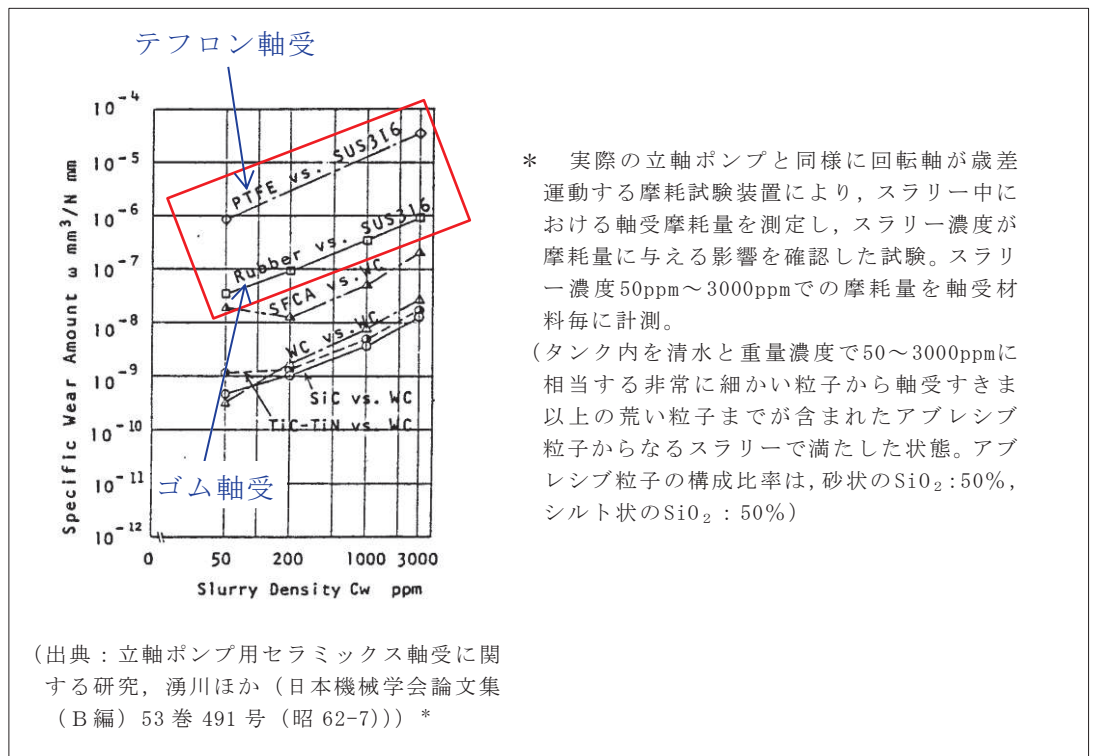 テフロン軸受
10⁻⁴
10⁻⁵
10⁻⁶
10⁻⁷
10⁻⁸
10⁻⁹
10⁻¹⁰
10⁻¹¹
10⁻¹²
Specific Wear Amount ω mm³/N mm
PTFE vs. SUS316
Rubber vs. SUS316
SFCA vs.WC
WC vs.WC
SiC vs. WC
TiC-TiN vs. WC
ゴム軸受
0 50 200 1000 3000
Slurry Density Cw ppm
* 実際の立軸ポンプと同様に回転軸が歳差
運動する摩耗試験装置により,スラリー中に
おける軸受摩耗量を測定し,スラリー濃度が
摩耗量に与える影響を確認した試験。スラリ
ー濃度50ppm~3000ppmでの摩耗量を軸受材
料毎に計測。
(タンク内を清水と重量濃度で50~3000ppmに
相当する非常に細かい粒子から軸受すきま
以上の荒い粒子までが含まれたアブレシブ
粒子からなるスラリーで満たした状態。アブ
レシブ粒子の構成比率は,砂状のSiO₂:50%,
シルト状のSiO₂:50%)
(出典:立軸ポンプ用セラミックス軸受に関
する研究,湧川ほか(日本機械学会論文集
(B編)53 巻 491 号(昭 62-7)))*